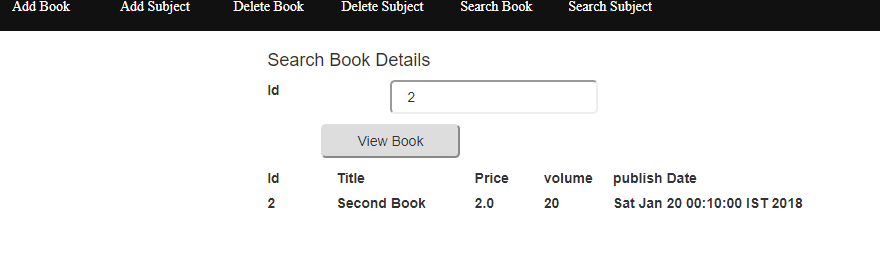 Add Book Add Subject Delete Book Delete Subject Search Book Search Subject
Search Book Details
Id 2
View Book
Id Title Price volume publish Date
2 Second Book 2.0 20 Sat Jan 20 00:10:00 IST 2018